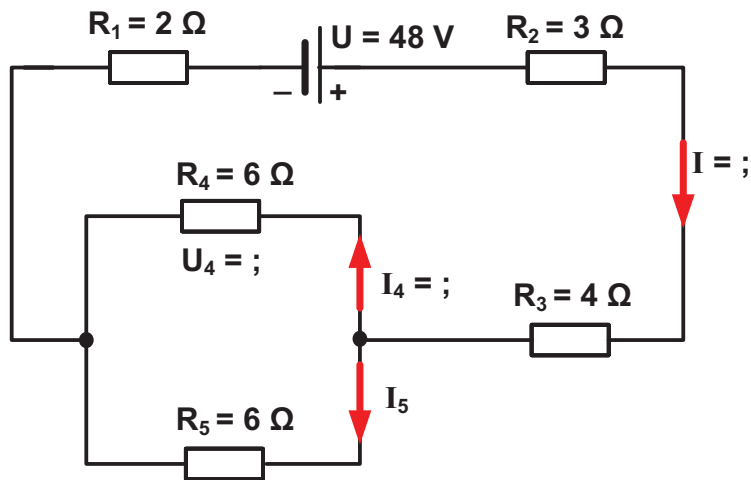 R₁ = 2 Ω
U = 48 V
R₂ = 3 Ω
– +
I = ;
R₄ = 6 Ω
U₄ = ;
I₄ = ;
R₃ = 4 Ω
I₅
R₅ = 6 Ω